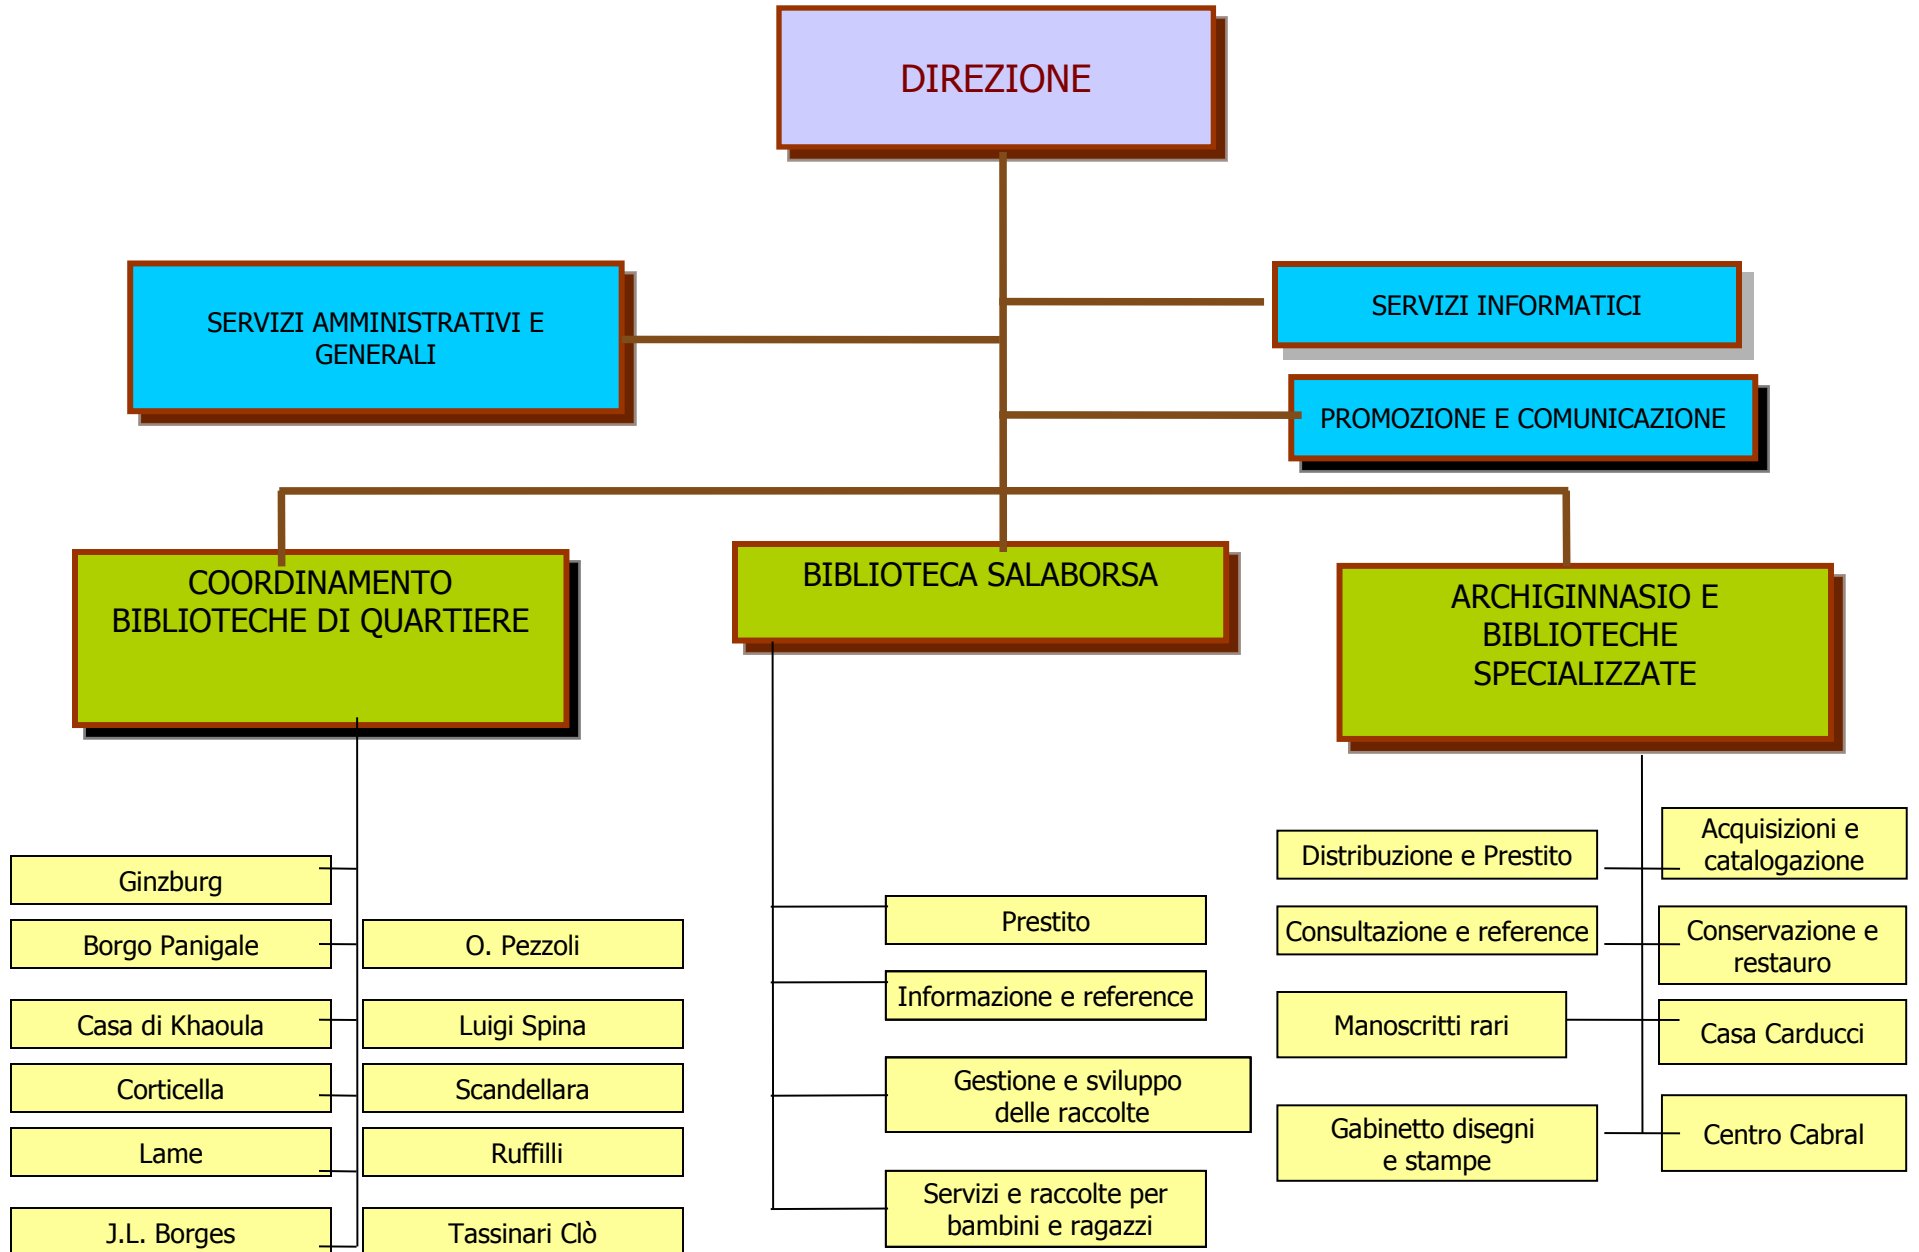 DIREZIONE
SERVIZI AMMINISTRATIVI E
GENERALI
SERVIZI INFORMATICI
PROMOZIONE E COMUNICAZIONE
COORDINAMENTO
BIBLIOTECHE DI QUARTIERE
BIBLIOTECA SALABORSA
ARCHIGINNASIO E
BIBLIOTECHE
SPECIALIZZATE
Ginzburg
Borgo Panigale
O. Pezzoli
Casa di Khaoula
Luigi Spina
Corticella
Scandellara
Lame
Ruffilli
J.L. Borges
Tassinari Clò
Prestito
Informazione e reference
Gestione e sviluppo
delle raccolte
Servizi e raccolte per
bambini e ragazzi
Distribuzione e Prestito
Acquisizioni e
catalogazione
Consultazione e reference
Conservazione e
restauro
Manoscritti rari
Casa Carducci
Gabinetto disegni
e stampe
Centro Cabral